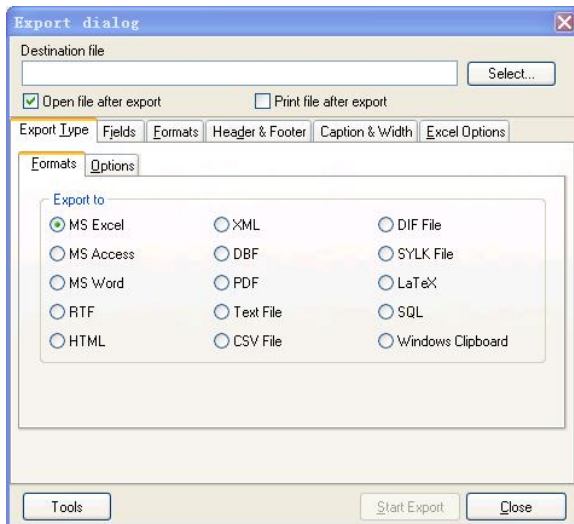 Export dialog
Destination file
Select...
Open file after export Print file after export
Export Type Fields Formats Header & Footer Caption & Width Excel Options
Formats Options
Export to
MS Excel XML DIF File
MS Access DBF SYLK File
MS Word PDF LaTeX
RTF Text File SQL
HTML CSV File Windows Clipboard
Tools Start Export Close